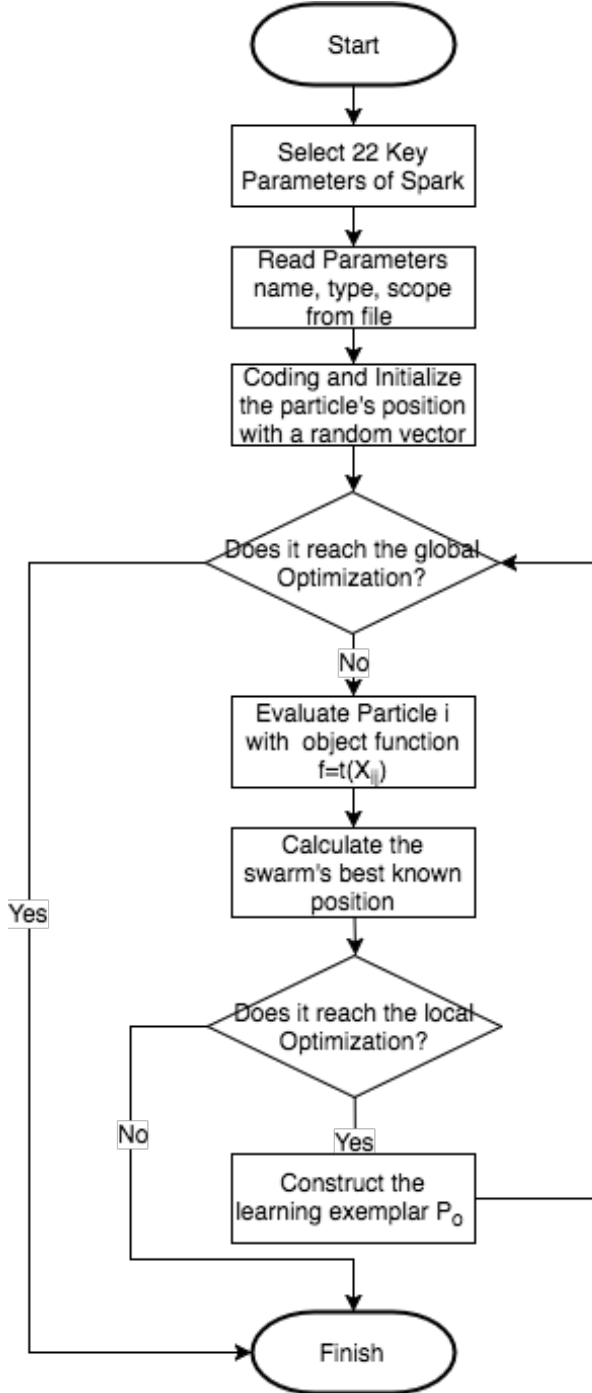 Start
Select 22 Key
Parameters of Spark
Read Parameters
name, type, scope
from file
Coding and Initialize
the particle's position
with a random vector
Does it reach the global
Optimization?
No
Evaluate Particle i
with object function
f=t(X_ij)
Calculate the
swarm's best known
position
Yes
Does it reach the local
Optimization?
No
Yes
Construct the
learning exemplar P_o
Finish